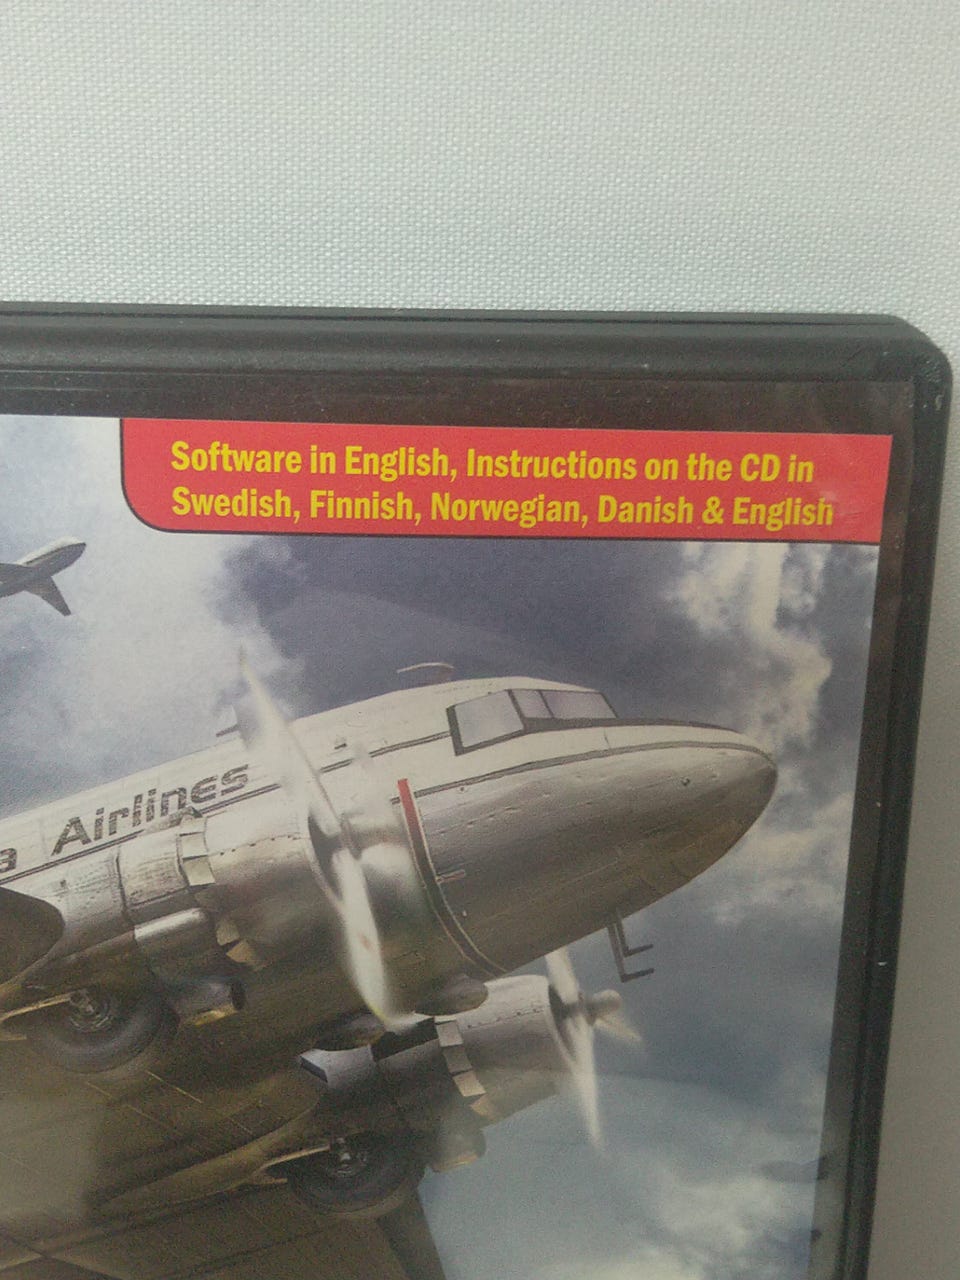 Software in English, Instructions on the CD in
Swedish, Finnish, Norwegian, Danish & English
Airlines